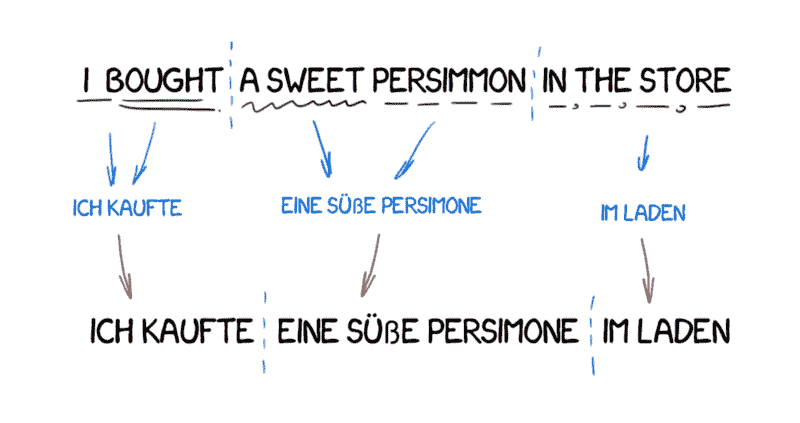 I BOUGHT A SWEET PERSIMMON IN THE STORE
ICH KAUFTE EINE SÜßE PERSIMONE IM LADEN
ICH KAUFTE EINE SÜßE PERSIMONE IM LADEN